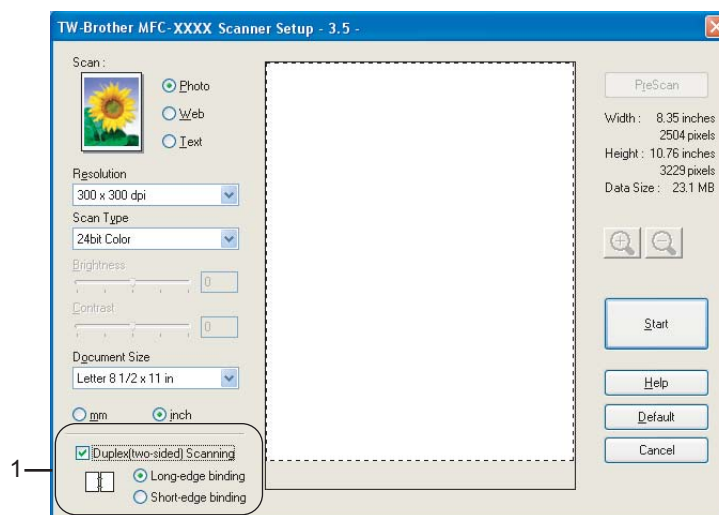 TW-Brother MFC-XXXX Scanner Setup - 3.5 -
Scan :
Photo
Web
Text
Resolution
300 x 300 dpi
Scan Type
24bit Color
Brightness
0
Contrast
0
Document Size
Letter 8 1/2 x 11 in
mm inch
1
Duplex(two-sided) Scanning
Long-edge binding
Short-edge binding
PreScan
Width : 8.35 inches
2504 pixels
Height : 10.76 inches
3229 pixels
Data Size : 23.1 MB
Start
Help
Default
Cancel